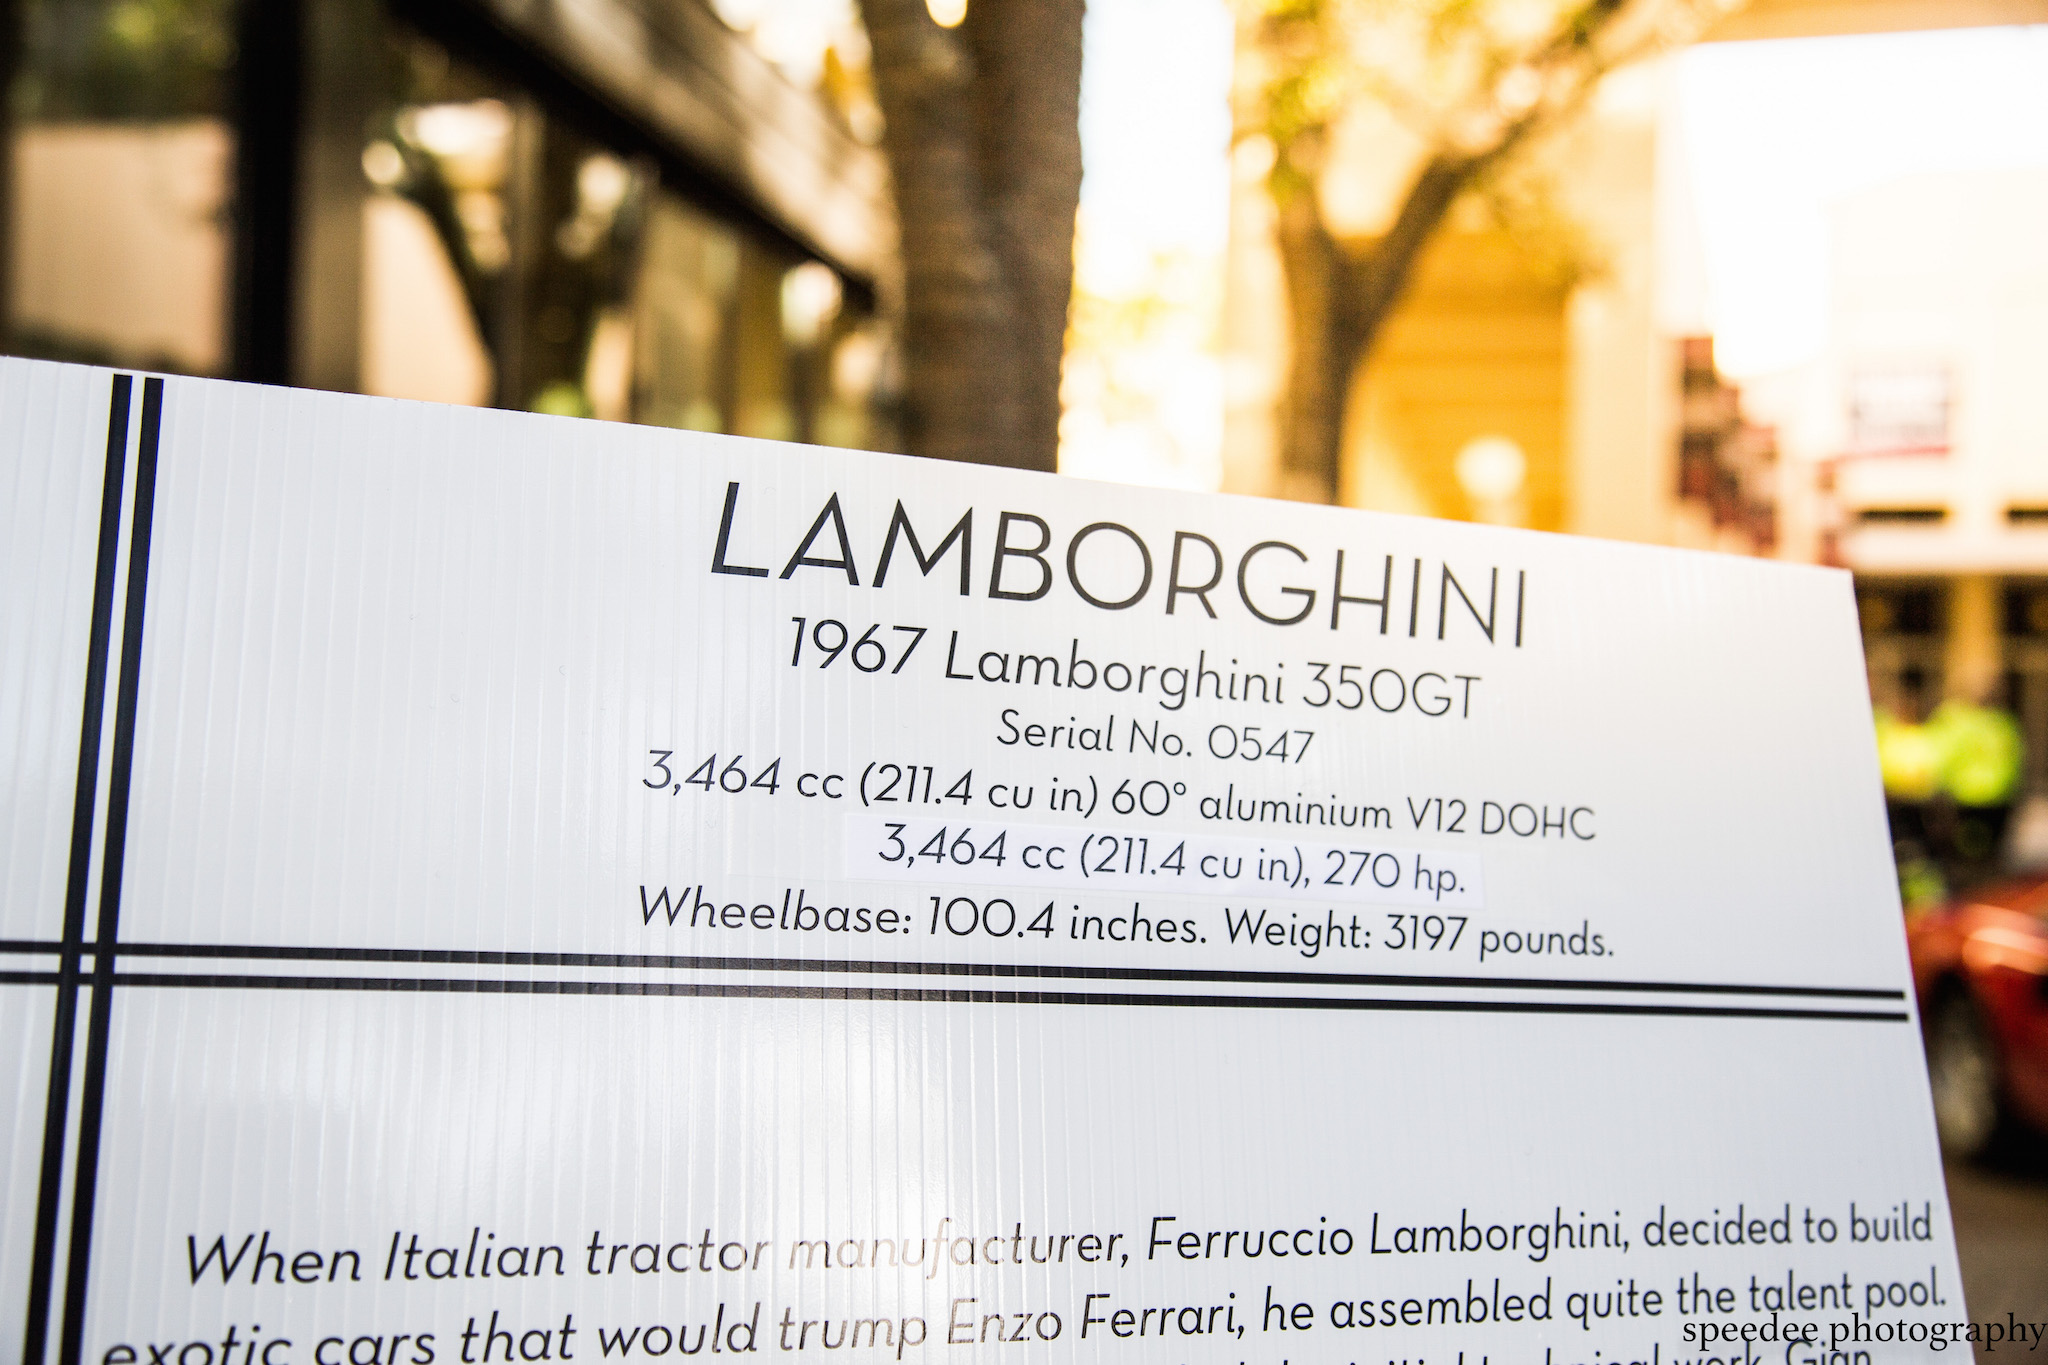 LAMBORGHINI
1967 Lamborghini 350GT
Serial No. 0547
3,464 cc (211.4 cu in) 60° aluminium V12 DOHC
3,464 cc (211.4 cu in), 270 hp.
Wheelbase: 100.4 inches. Weight: 3197 pounds.
When Italian tractor manufacturer, Ferruccio Lamborghini, decided to build
exotic cars that would trump Enzo Ferrari, he assembled quite the talent pool.
work. Gian
speedee photography